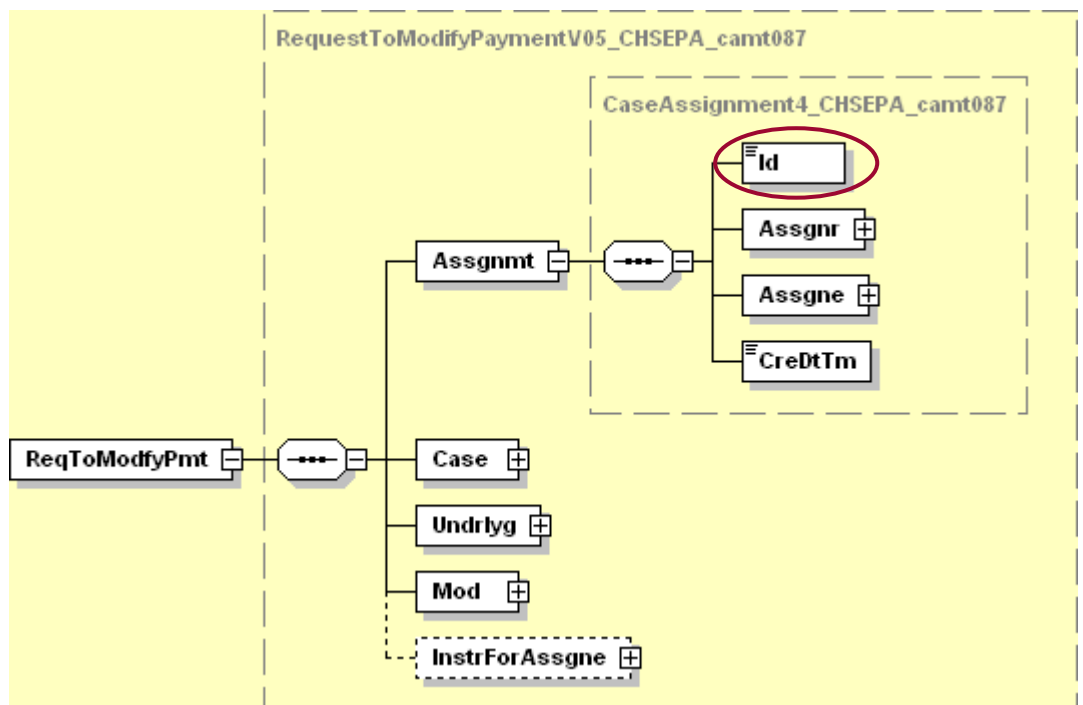 RequestToModifyPaymentV05_CHSEPA_camt087
CaseAssignment4_CHSEPA_camt087
Id
Assgnr
Assgnmt
Assgne
CreDtTm
ReqToModfyPmt
Case
Undrlyg
Mod
InstrForAssgne